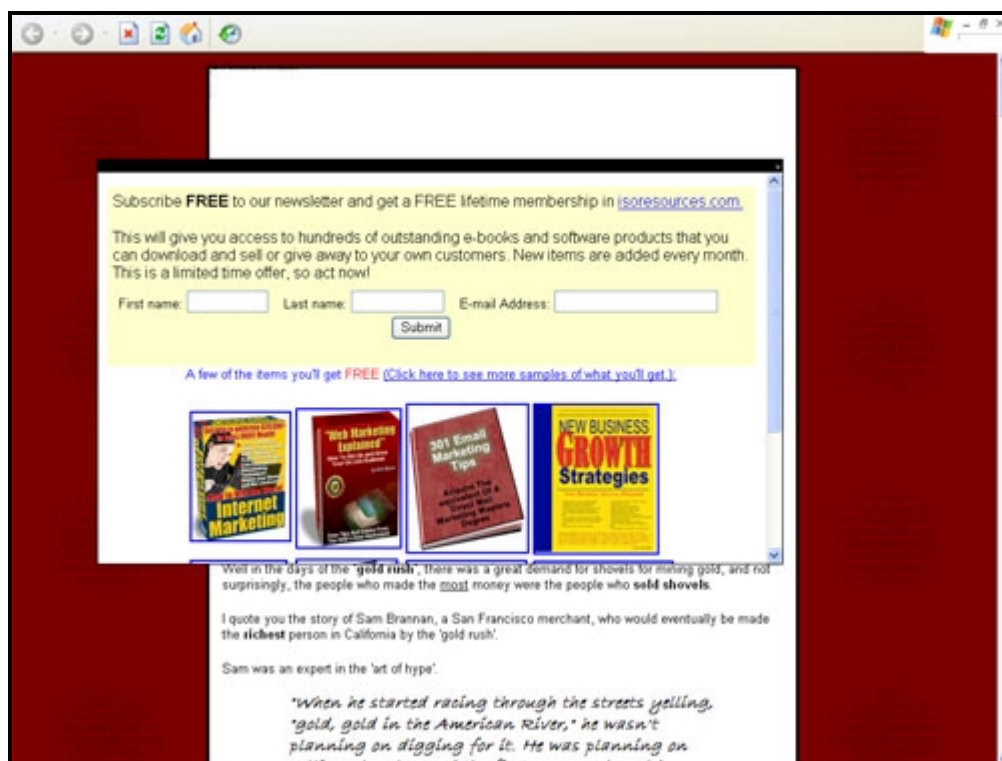 Subscribe FREE to our newsletter and get a FREE lifetime membership in isoresources.com.
This will give you access to hundreds of outstanding e-books and software products that you
can download and sell or give away to your own customers. New items are added every month.
This is a limited time offer, so act now!
First name: Last name: E-mail Address:
Submit
A few of the items you'll get FREE (Click here to see more samples of what you'll get.):
Internet
Marketing
"Web Marketing
Explained"
301 Email
Marketing
Tips
Acquire The
equivalent Of A
Direct Mail
Marketing Masters
Degree
NEW BUSINESS
GROWTH
Strategies
Well in the days of the 'gold rush', there was a great demand for shovels for mining gold, and not
surprisingly, the people who made the most money were the people who sold shovels.
I quote you the story of Sam Brannan, a San Francisco merchant, who would eventually be made
the richest person in California by the 'gold rush'.
Sam was an expert in the 'art of hype'.
"When he started racing through the streets yelling,
"gold, gold in the American River," he wasn't
planning on digging for it. He was planning on